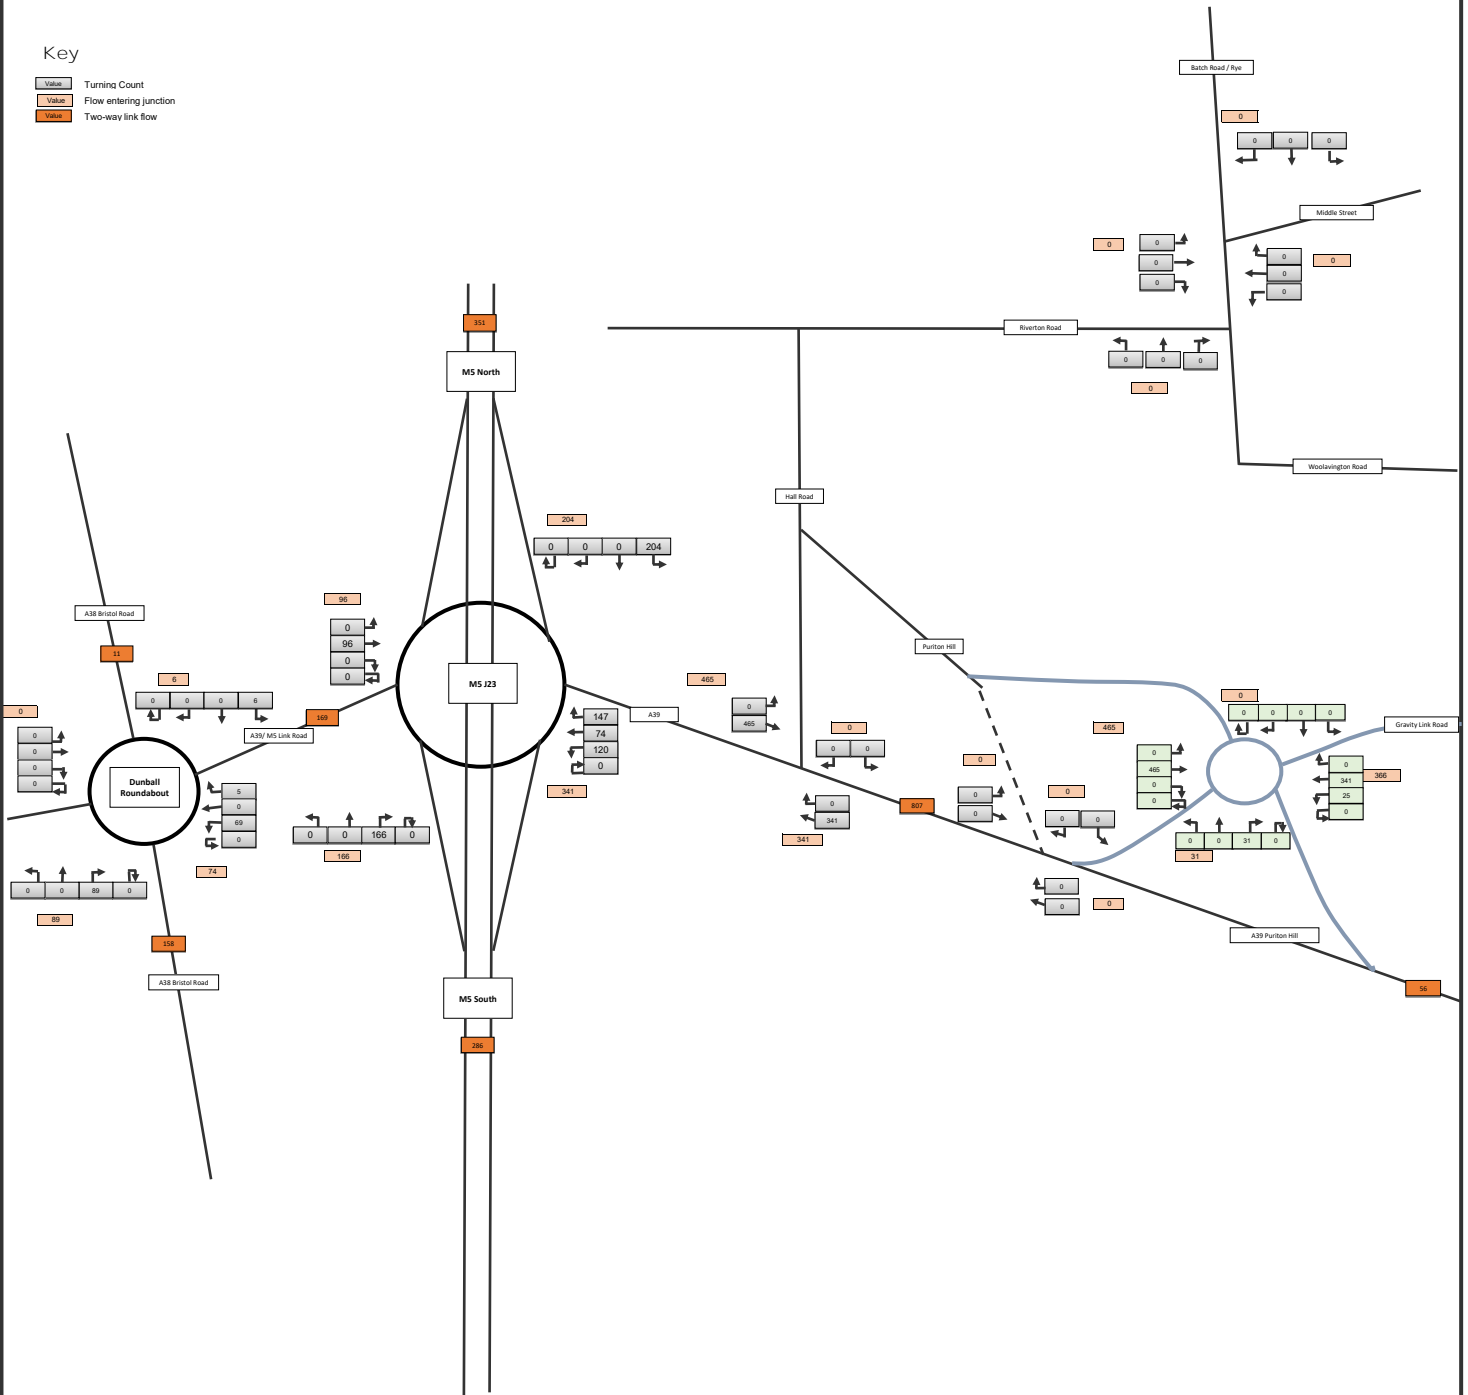 Key
Value Turning Count
Value Flow entering junction
Value Two-way link flow
Batch Road / Rye
0
0 0 0
Middle Street
0
0
0
0
0
0
0
0
351
Riverton Road
0 0 0
0
M5 North
Woolavington Road
Hall Road
204
0 0 0 204
96
0
96
0
0
A38 Bristol Road
11
Puriton Hill
M5 J23
6
0 0 0 6
465
0
465
A39
0
0 0 0 0
Gravity Link Road
0
0
0
0
0
169
A39/ M5 Link Road
147
74
120
0
341
0
0 0
465
0
465
0
0
0
341
25
0
366
Dunball
Roundabout
5
0
69
0
74
0
0
0
0
0 0
0
341
341
807
0 0 166 0
166
0 0 31 0
31
0 0 89 0
89
0
0
0
158
A38 Bristol Road
A39 Puriton Hill
56
M5 South
286